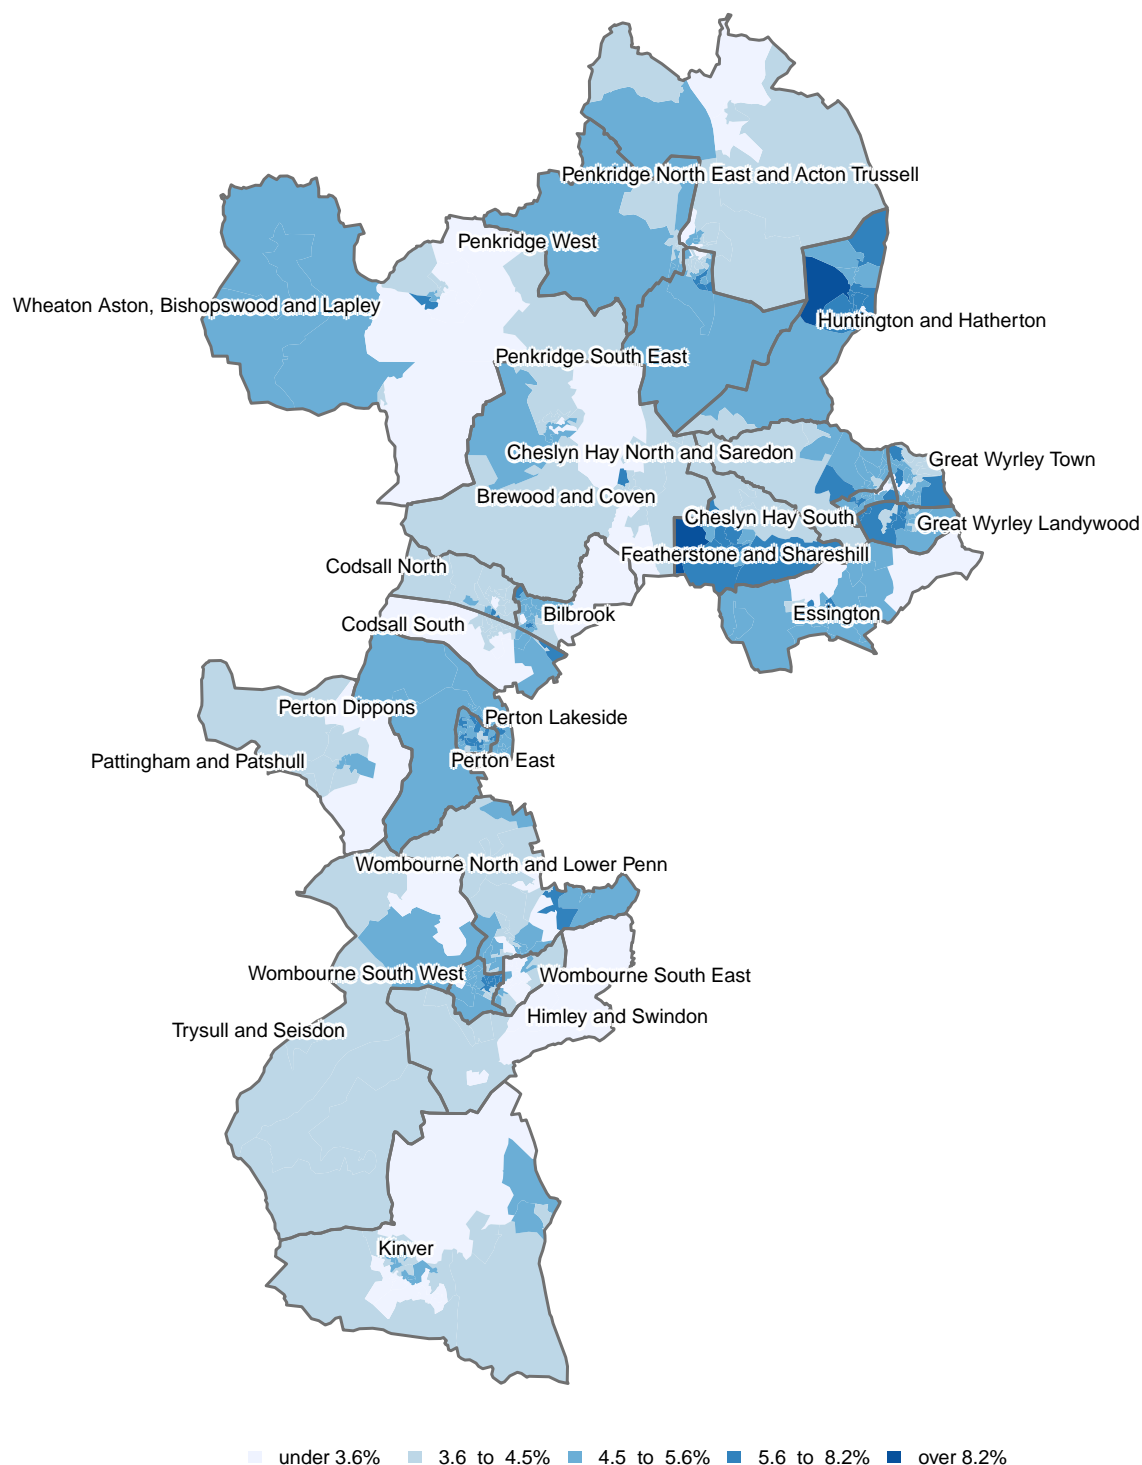 Penkridge North East and Acton Trussell
Penkridge West
Wheaton Aston, Bishopswood and Lapley
Huntington and Hatherton
Penkridge South East
Cheslyn Hay North and Saredon
Great Wyrley Town
Brewood and Coven
Cheslyn Hay South
Great Wyrley Landywood
Featherstone and Shareshill
Codsall North
Bilbrook
Essington
Codsall South
Perton Dippons
Perton Lakeside
Pattingham and Patshull
Perton East
Wombourne North and Lower Penn
Wombourne South West
Wombourne South East
Himley and Swindon
Trysull and Seisdon
Kinver
under 3.6% 3.6 to 4.5% 4.5 to 5.6% 5.6 to 8.2% over 8.2%